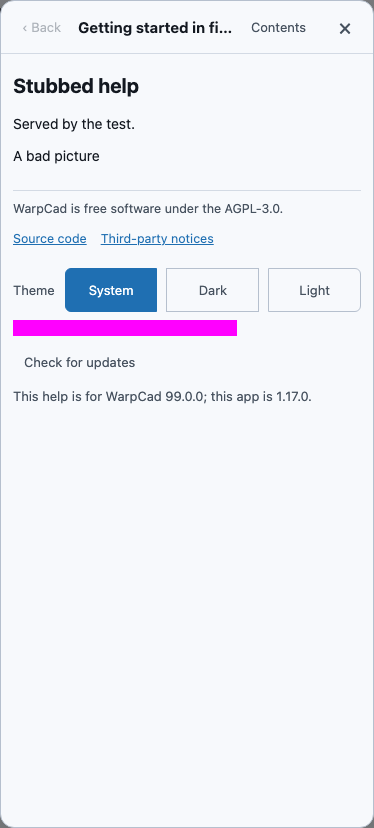 ‹ Back Getting started in fi... Contents ×
Stubbed help
Served by the test.
A bad picture
WarpCad is free software under the AGPL-3.0.
Source code Third-party notices
Theme System Dark Light
Check for updates
This help is for WarpCad 99.0.0; this app is 1.17.0.